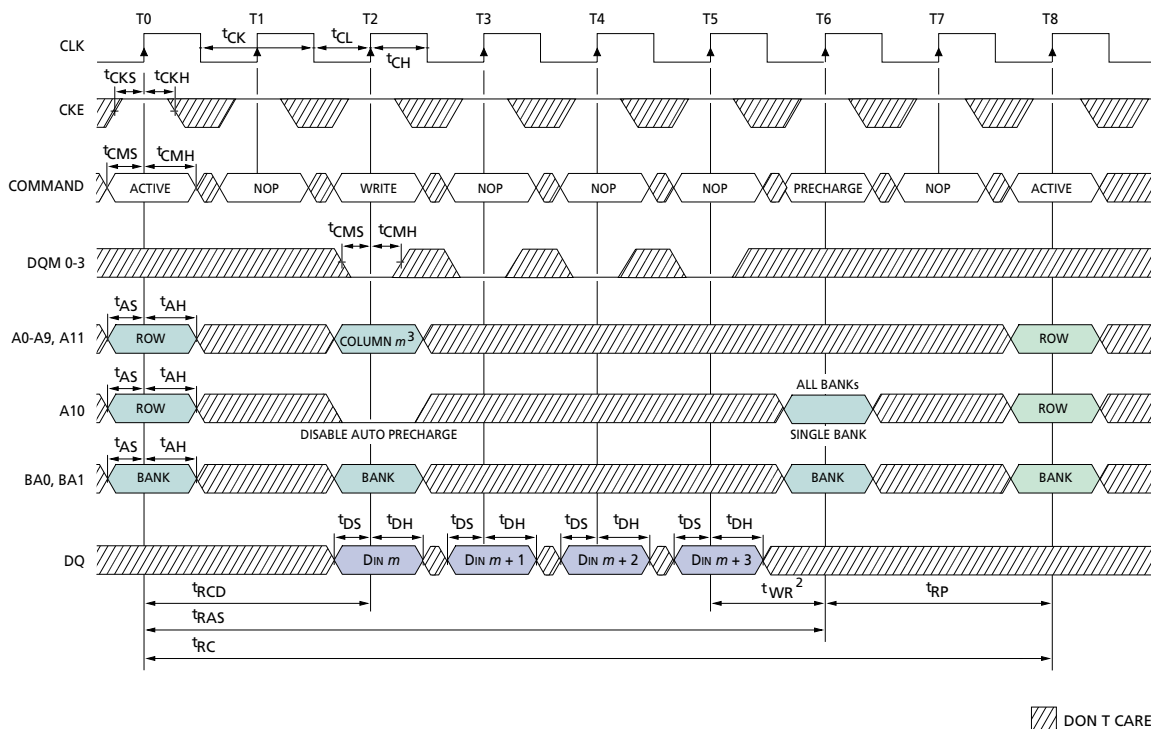 T0 T1 T2 T3 T4 T5 T6 T7 T8
tCK tCL
CLK
tCH
tCKS tCKH
CKE
tCMS tCMH
COMMAND ACTIVE NOP WRITE NOP NOP NOP PRECHARGE NOP ACTIVE
tCMS tCMH
DQM 0-3
tAS tAH
A0-A9, A11 ROW COLUMN m3 ROW
tAS tAH ALL BANKs
A10 ROW ROW
DISABLE AUTO PRECHARGE SINGLE BANK
tAS tAH
BA0, BA1 BANK BANK BANK BANK
tDS tDH tDS tDH tDS tDH tDS tDH
DQ DIN m DIN m + 1 DIN m + 2 DIN m + 3
tRCD tWR2 tRP
tRAS
tRC
DON T CARE